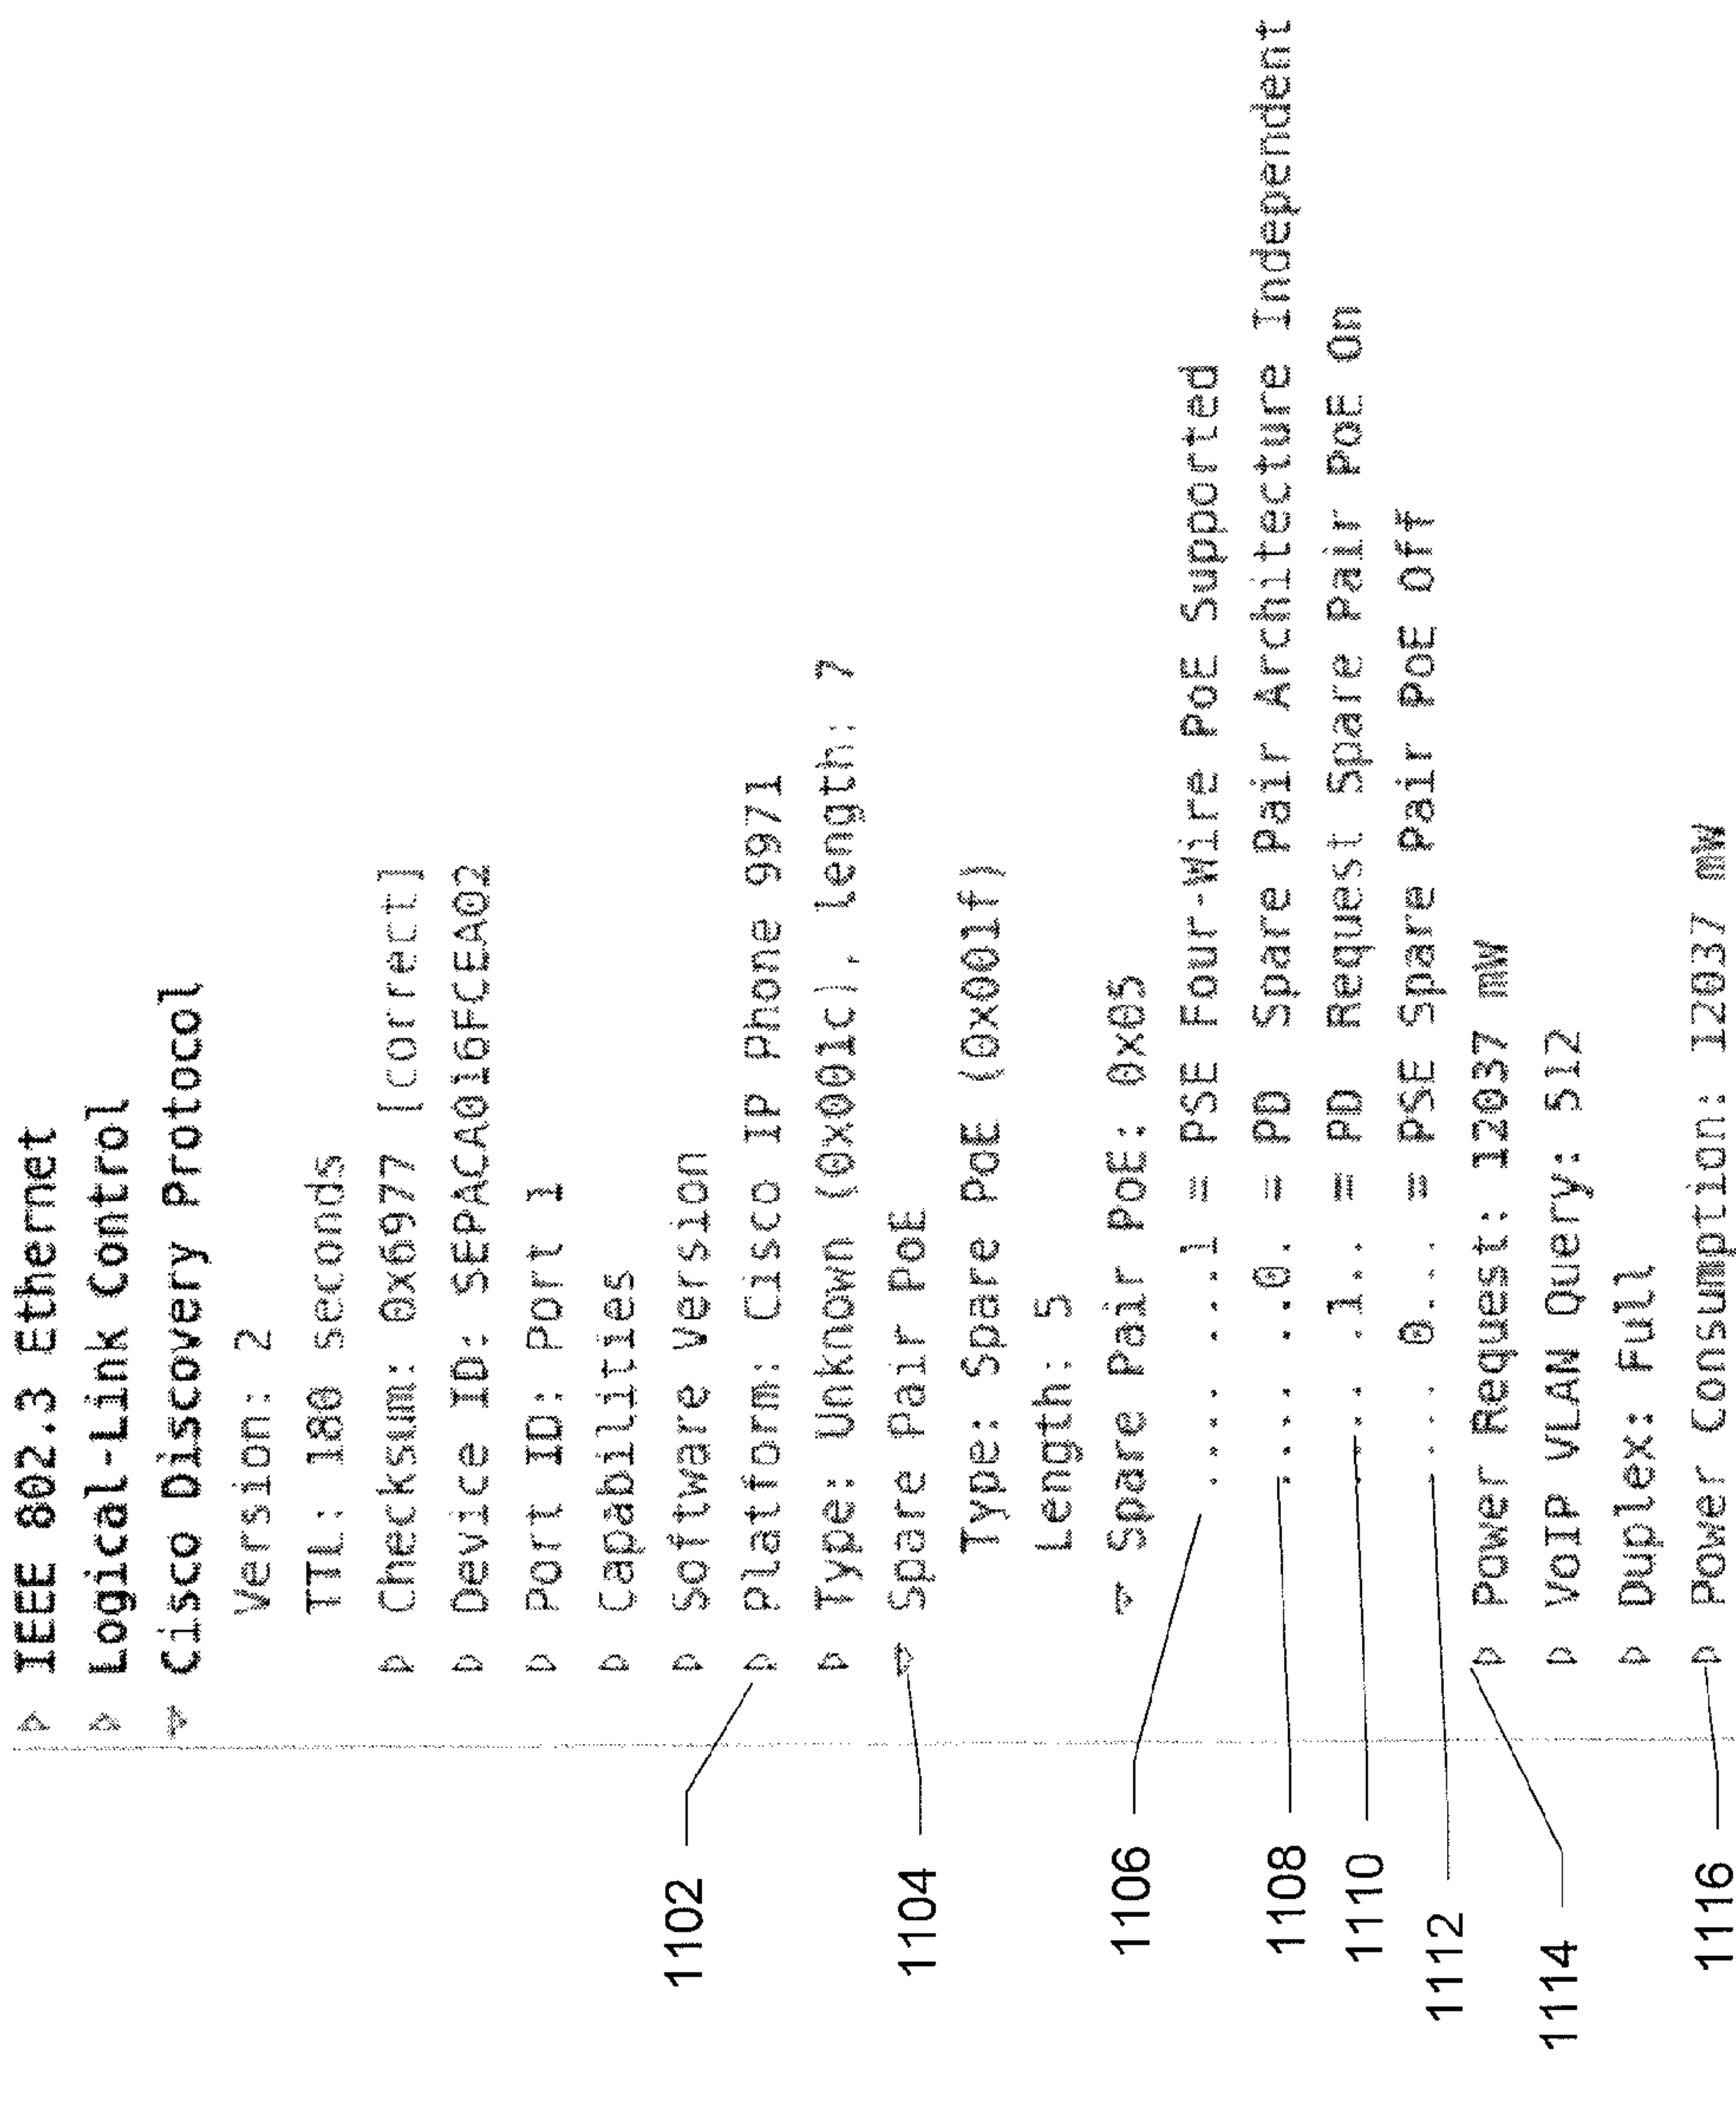 ▷ IEEE 802.3 Ethernet
▷ Logical-Link Control
▽ Cisco Discovery Protocol
Version: 2
TTL: 180 seconds
▷ Checksum: 0x6977 [correct]
▷ Device ID: SEPACA016FCEA02
▷ Port ID: Port 1
▷ Capabilities
▷ Software Version
1102 ▷ Platform: Cisco IP Phone 9971
▷ Type: Unknown (0x001c), length: 7
1104 ▽ Spare Pair PoE
Type: Spare PoE (0x001f)
Length: 5
▽ Spare Pair PoE: 0x05
1106 .... ...1 = PSE Four-Wire PoE Supported
1108 .... ..0. = PD Spare Pair Architecture Independent
1110 .... .1.. = PD Request Spare Pair PoE On
1112 .... 0... = PSE Spare Pair PoE Off
1114 ▷ Power Request: 12037 mW
▷ VoIP VLAN Query: 512
▷ Duplex: Full
1116 ▷ Power Consumption: 12037 mW